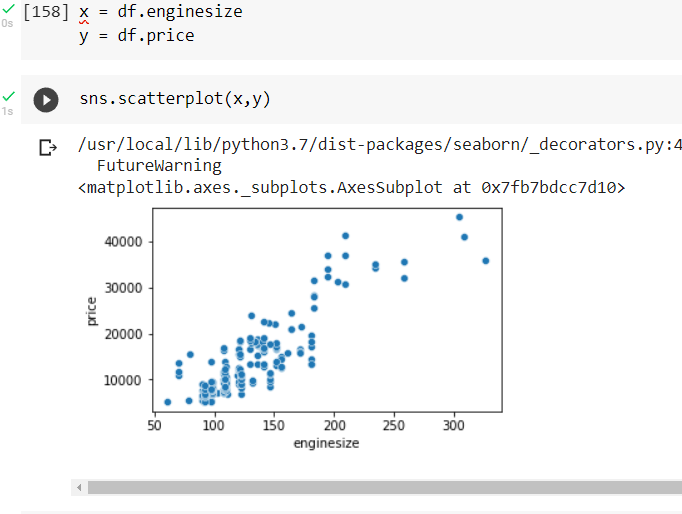 [158] x = df.enginesize
0s
y = df.price
sns.scatterplot(x,y)
1s
/usr/local/lib/python3.7/dist-packages/seaborn/_decorators.py:4
FutureWarning
<matplotlib.axes._subplots.AxesSubplot at 0x7fb7bdcc7d10>
40000
30000
price
20000
10000
50 100 150 200 250 300
enginesize